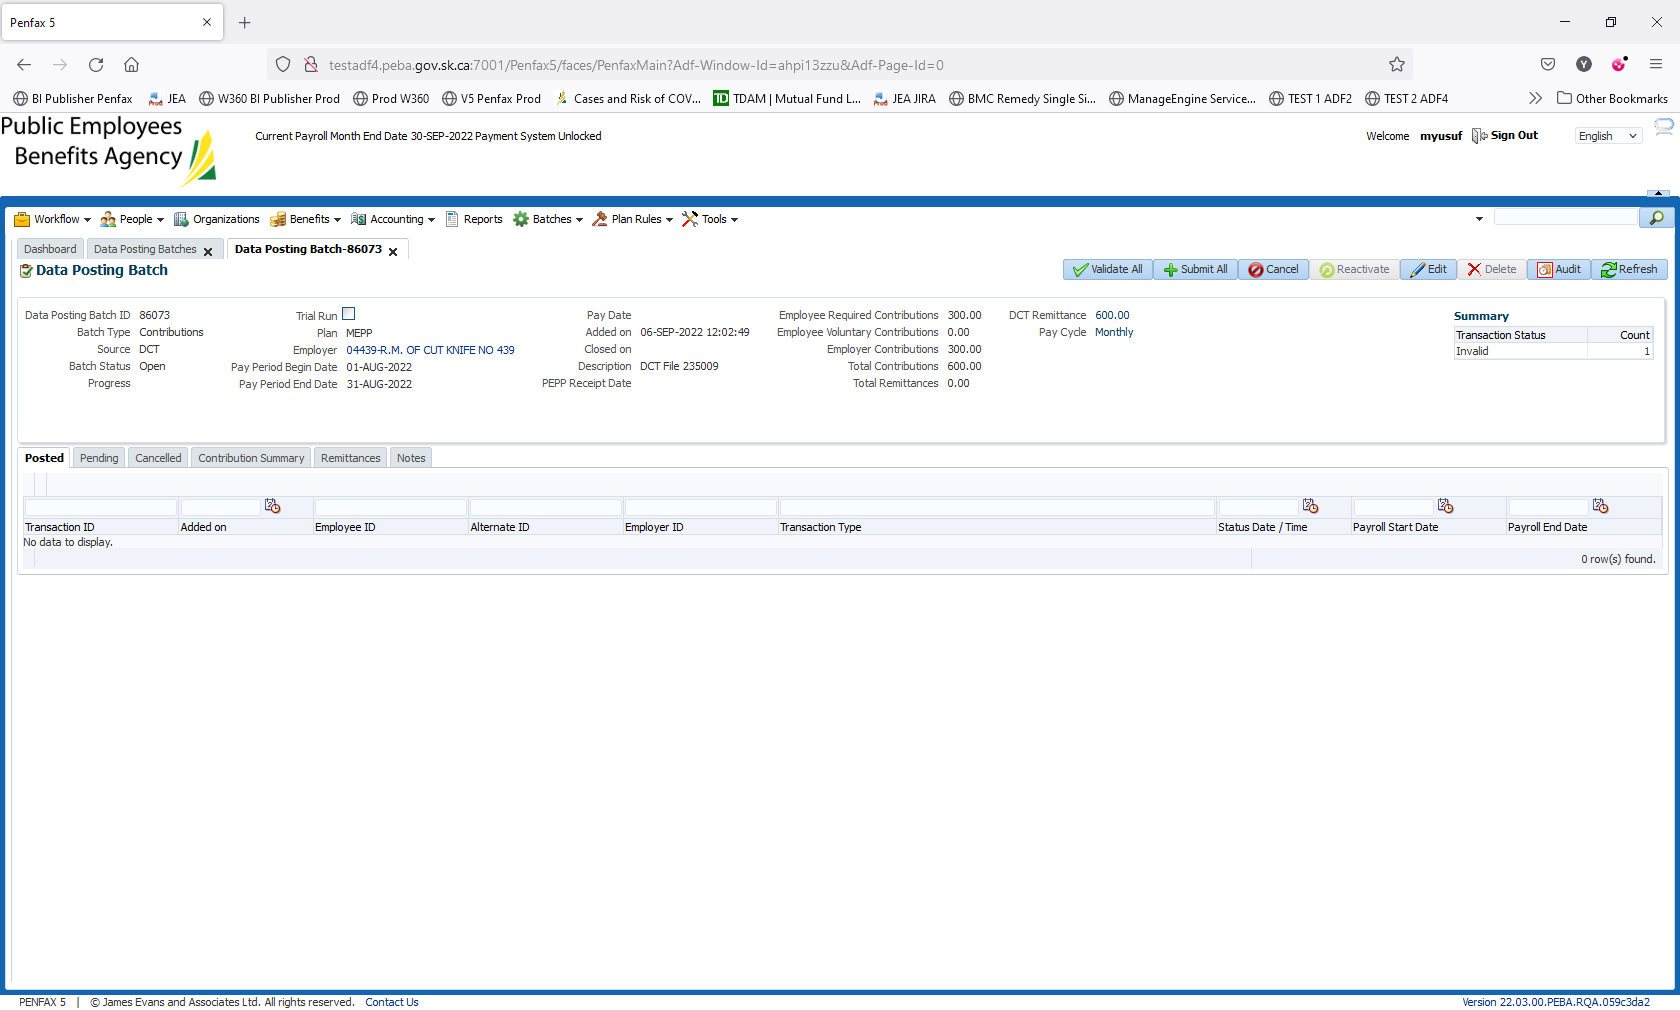 Penfax 5
testadf4.peba.gov.sk.ca:7001/Penfax5/faces/PenfaxMain?Adf-Window-Id=ahpi13zzu&Adf-Page-Id=0
BI Publisher Penfax JEA W360 BI Publisher Prod Prod W360 V5 Penfax Prod Cases and Risk of COV... TD TDAM | Mutual Fund L... JEA JIRA BMC Remedy Single Si... ManageEngine Service... TEST 1 ADF2 TEST 2 ADF4 Other Bookmarks
Public Employees
Benefits Agency
Current Payroll Month End Date 30-SEP-2022 Payment System Unlocked
Welcome myusuf Sign Out English
Workflow People Organizations Benefits Accounting Reports Batches Plan Rules Tools
Dashboard Data Posting Batches Data Posting Batch-86073
Data Posting Batch
Validate All Submit All Cancel Reactivate Edit Delete Audit Refresh
Data Posting Batch ID 86073
Batch Type Contributions
Source DCT
Batch Status Open
Progress
Trial Run
Plan MEPP
Employer 04439-R.M. OF CUT KNIFE NO 439
Pay Period Begin Date 01-AUG-2022
Pay Period End Date 31-AUG-2022
Pay Date
Added on 06-SEP-2022 12:02:49
Closed on
Description DCT File 235009
PEPP Receipt Date
Employee Required Contributions 300.00
Employee Voluntary Contributions 0.00
Employer Contributions 300.00
Total Contributions 600.00
Total Remittances 0.00
DCT Remittance 600.00
Pay Cycle Monthly
Summary
Transaction Status Count
Invalid 1
Posted Pending Cancelled Contribution Summary Remittances Notes
Transaction ID Added on Employee ID Alternate ID Employer ID Transaction Type Status Date / Time Payroll Start Date Payroll End Date
No data to display.
0 row(s) found.
PENFAX 5 | © James Evans and Associates Ltd. All rights reserved. Contact Us
Version 22.03.00.PEBA.RQA.059c3da2